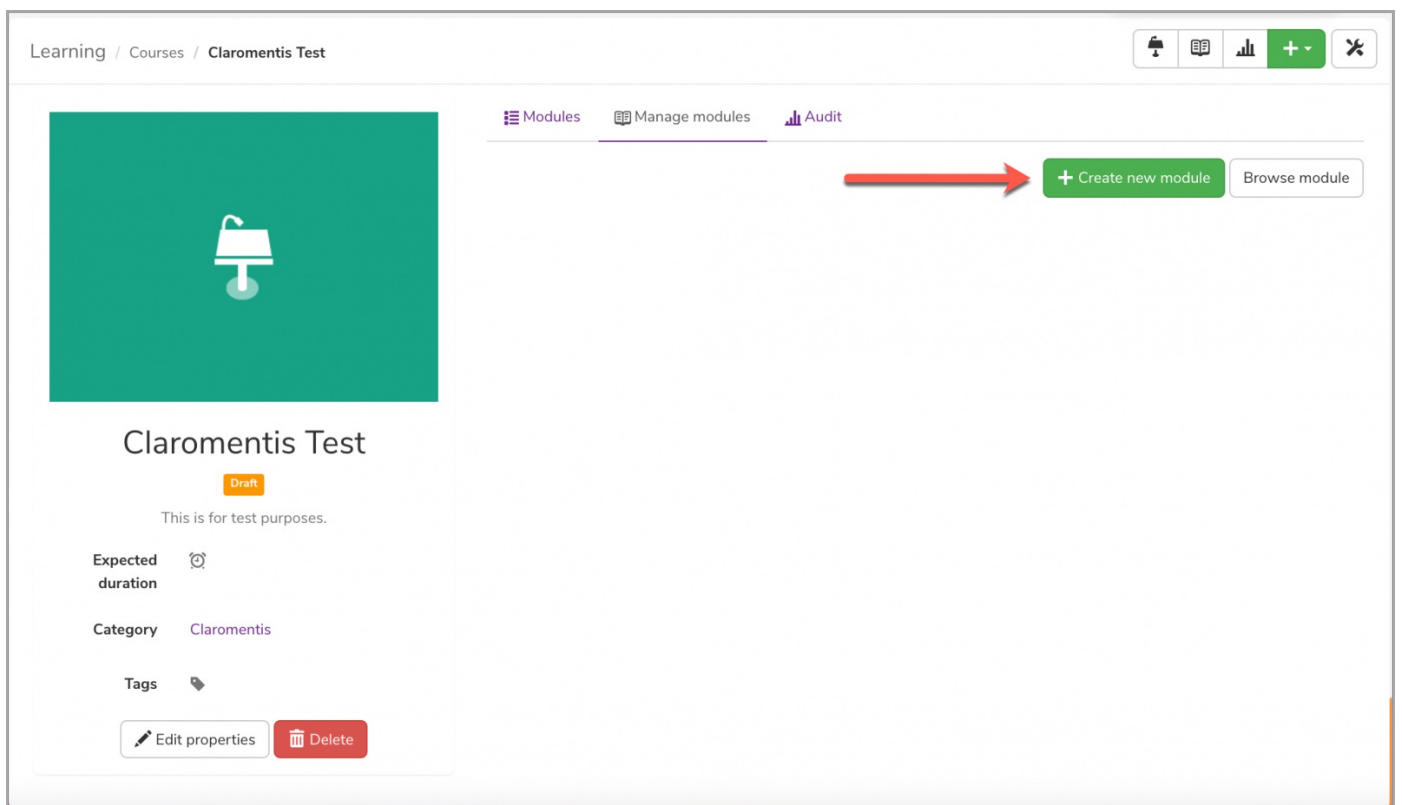 Learning / Courses / Claromentis Test
Modules
Manage modules
Audit
Create new module
Browse module
Claromentis Test
Draft
This is for test purposes.
Expected
duration
Category
Claromentis
Tags
Edit properties
Delete